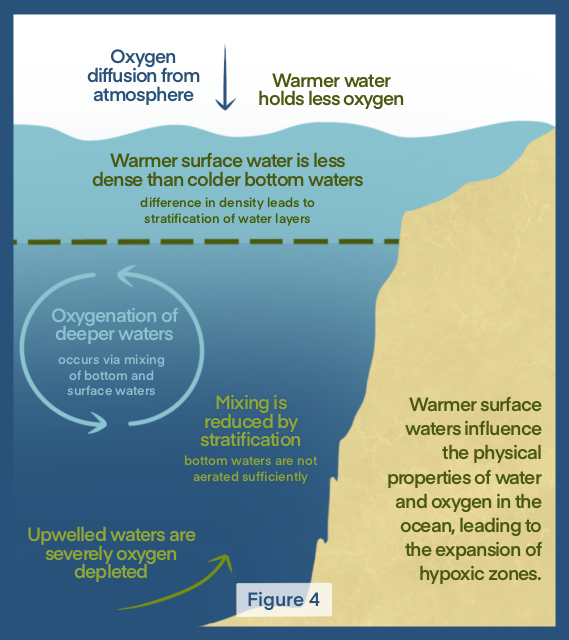 Oxygen
diffusion from
atmosphere
Warmer water
holds less oxygen
Warmer surface water is less
dense than colder bottom waters
difference in density leads to
stratification of water layers
Oxygenation of
deeper waters
occurs via mixing
of bottom and
surface waters
Mixing is
reduced by
stratification
bottom waters are not
aerated sufficiently
Warmer surface
waters influence
the physical
properties of water
and oxygen in the
ocean, leading to
the expansion of
hypoxic zones.
Upwelled waters are
severely oxygen
depleted
Figure 4